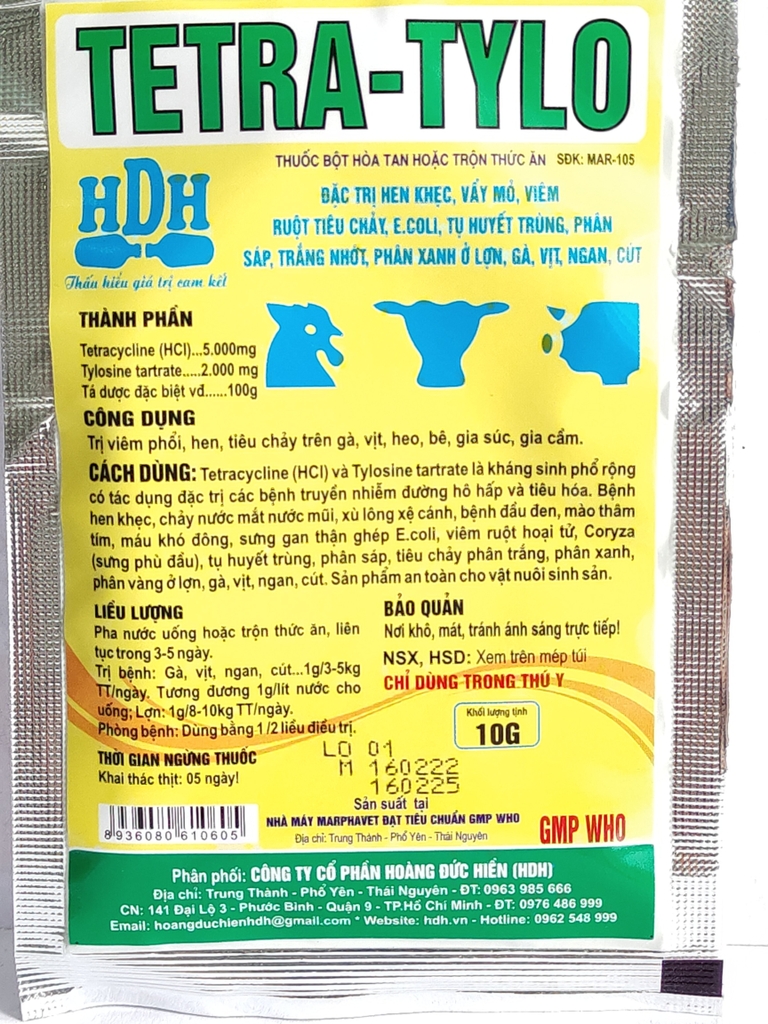 TETRA-TYLO
THUỐC BỘT HÒA TAN HOẶC TRỘN THỨC ĂN SĐK: MAR-105
HDH
Thấu hiểu giá trị cam kết
ĐẶC TRỊ HEN KHẸC, VẨY MỎ, VIÊM
RUỘT TIÊU CHẢY, E.COLI, TỤ HUYẾT TRÙNG, PHÂN
SÁP, TRẮNG NHỚT, PHÂN XANH Ở LỢN, GÀ, VỊT, NGAN, CÚT
THÀNH PHẦN
Tetracycline (HCl)...5.000mg
Tylosine tartrate.....2.000 mg
Tá dược đặc biệt vđ......100g
CÔNG DỤNG
Trị viêm phổi, hen, tiêu chảy trên gà, vịt, heo, bê, gia súc, gia cầm.
CÁCH DÙNG: Tetracycline (HCl) và Tylosine tartrate là kháng sinh phổ rộng
có tác dụng đặc trị các bệnh truyền nhiễm đường hô hấp và tiêu hóa. Bệnh
hen khẹc, chảy nước mắt nước mũi, xù lông xệ cánh, bệnh đầu đen, mào thâm
tím, máu khó đông, sưng gan thận ghép E.coli, viêm ruột hoại tử, Coryza
(sưng phù đầu), tụ huyết trùng, phân sáp, tiêu chảy phân trắng, phân xanh,
phân vàng ở lợn, gà, vịt, ngan, cút. Sản phẩm an toàn cho vật nuôi sinh sản.
LIỀU LƯỢNG
Pha nước uống hoặc trộn thức ăn, liên
tục trong 3-5 ngày.
Trị bệnh: Gà, vịt, ngan, cút...1g/3-5kg
TT/ngày. Tương đương 1g/lít nước cho
uống; Lợn: 1g/8-10kg TT/ngày.
Phòng bệnh: Dùng bằng 1/2 liều điều trị.
THỜI GIAN NGỪNG THUỐC
Khai thác thịt: 05 ngày!
BẢO QUẢN
Nơi khô, mát, tránh ánh sáng trực tiếp!
NSX, HSD: Xem trên mép túi
CHỈ DÙNG TRONG THÚ Y
Khối lượng tịnh
10G
LO 01
M 160222
160225
8 936080 610605
Sản suất tại
NHÀ MÁY MARPHAVET ĐẠT TIÊU CHUẨN GMP WHO
Địa chỉ: Trung Thành - Phổ Yên - Thái Nguyên
GMP WHO
Phân phối: CÔNG TY CỔ PHẦN HOÀNG ĐỨC HIỀN (HDH)
Địa chỉ: Trung Thành - Phổ Yên - Thái Nguyên - ĐT: 0963 985 666
CN: 141 Đại Lộ 3 - Phước Bình - Quận 9 - TP.Hồ Chí Minh - ĐT: 0976 486 999
Email: hoangduchienhdh@gmail.com * Website: hdh.vn - Hotline: 0962 548 999